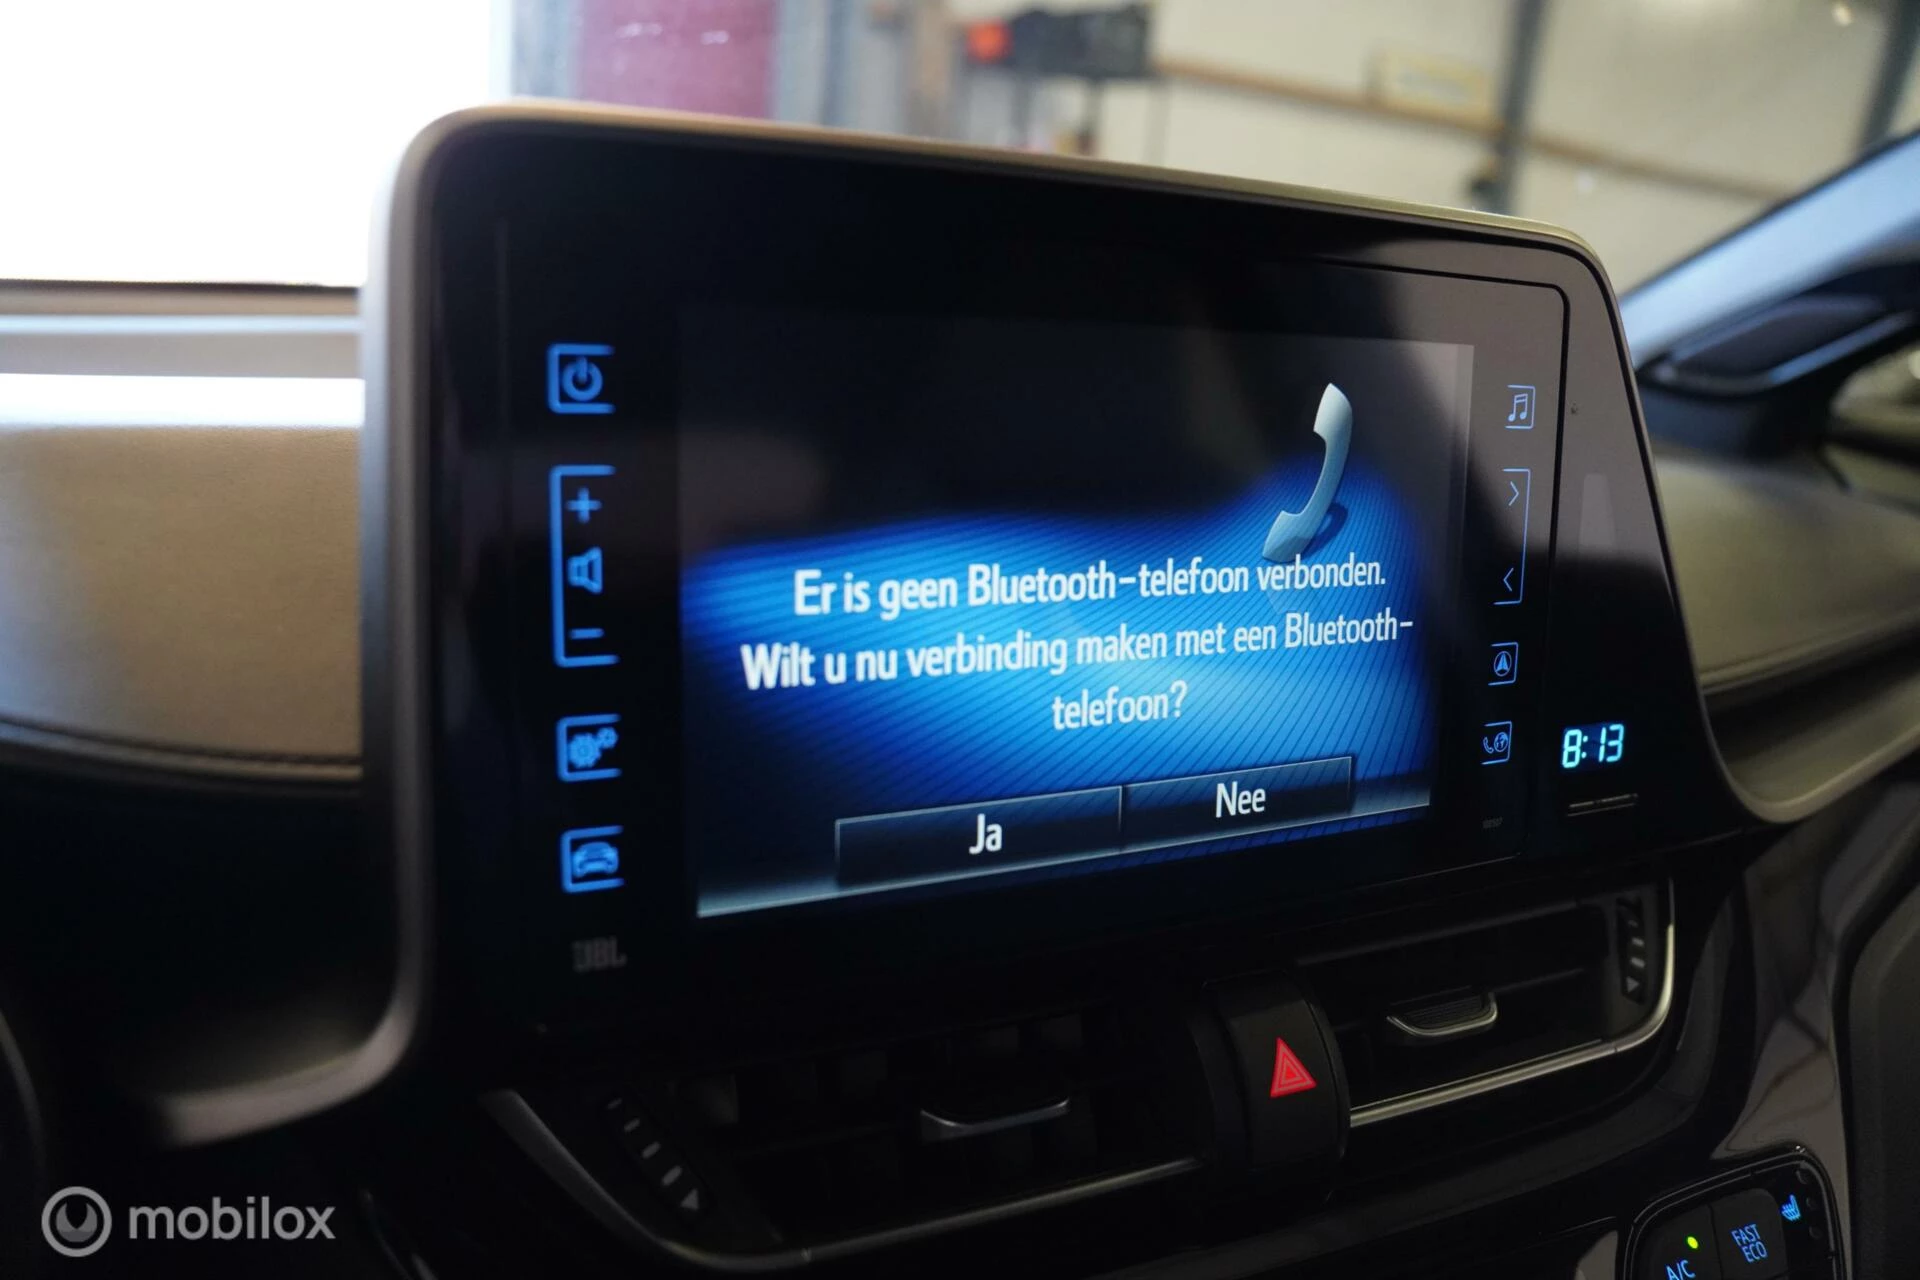 Er is geen Bluetooth-telefoon verbonden.
Wilt u nu verbinding maken met een Bluetooth-
telefoon?
Ja
Nee
8:13
JBL
A/C
FAST
ECO
mobilox